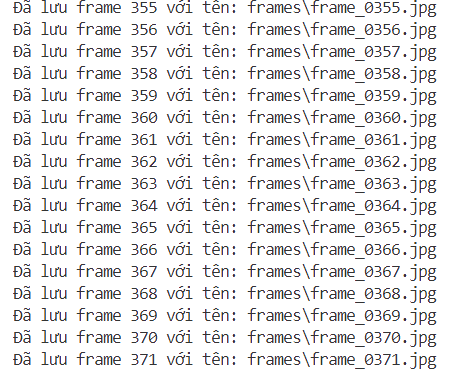 Đã lưu frame 355 với tên: frames\frame_0355.jpg
Đã lưu frame 356 với tên: frames\frame_0356.jpg
Đã lưu frame 357 với tên: frames\frame_0357.jpg
Đã lưu frame 358 với tên: frames\frame_0358.jpg
Đã lưu frame 359 với tên: frames\frame_0359.jpg
Đã lưu frame 360 với tên: frames\frame_0360.jpg
Đã lưu frame 361 với tên: frames\frame_0361.jpg
Đã lưu frame 362 với tên: frames\frame_0362.jpg
Đã lưu frame 363 với tên: frames\frame_0363.jpg
Đã lưu frame 364 với tên: frames\frame_0364.jpg
Đã lưu frame 365 với tên: frames\frame_0365.jpg
Đã lưu frame 366 với tên: frames\frame_0366.jpg
Đã lưu frame 367 với tên: frames\frame_0367.jpg
Đã lưu frame 368 với tên: frames\frame_0368.jpg
Đã lưu frame 369 với tên: frames\frame_0369.jpg
Đã lưu frame 370 với tên: frames\frame_0370.jpg
Đã lưu frame 371 với tên: frames\frame_0371.jpg